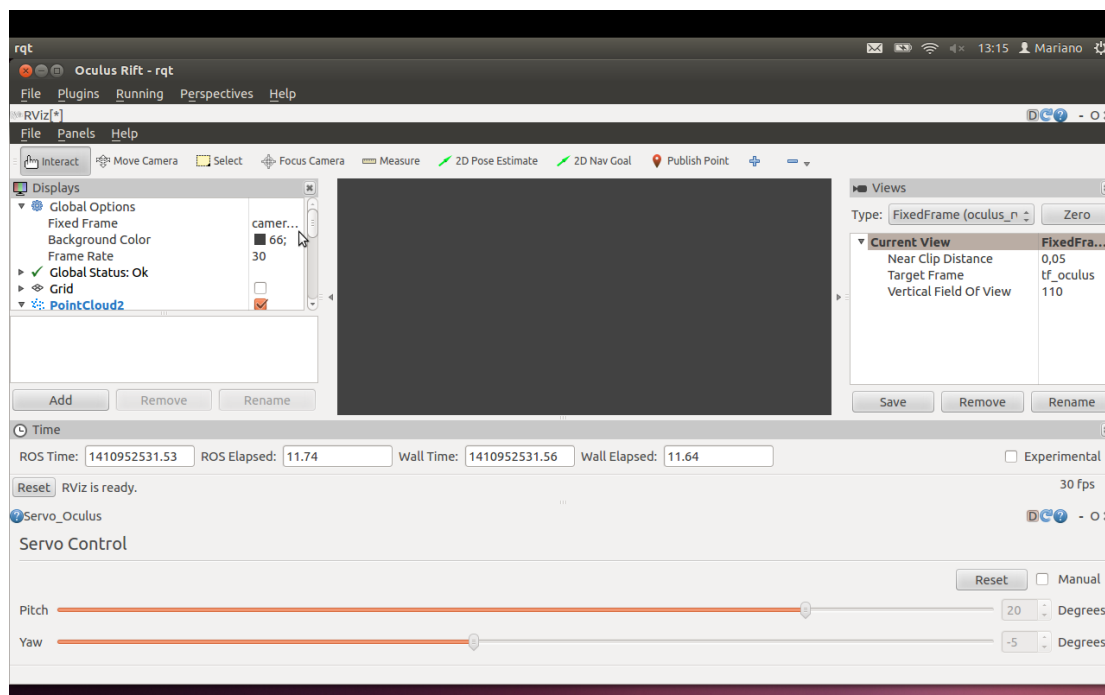 rqt 13:15 Mariano
Oculus Rift - rqt
File Plugins Running Perspectives Help
RViz[*] D - O
File Panels Help
Interact Move Camera Select Focus Camera Measure 2D Pose Estimate 2D Nav Goal Publish Point
Displays
Global Options
Fixed Frame camer...
Background Color 66;
Frame Rate 30
Global Status: Ok
Grid
PointCloud2
Add Remove Rename
Views
Type: FixedFrame (oculus_r Zero
Current View FixedFra...
Near Clip Distance 0,05
Target Frame tf_oculus
Vertical Field Of View 110
Save Remove Rename
Time
ROS Time: 1410952531.53 ROS Elapsed: 11.74 Wall Time: 1410952531.56 Wall Elapsed: 11.64 Experimental
Reset RViz is ready. 30 fps
Servo_Oculus D - O
Servo Control
Reset Manual
Pitch 20 Degrees
Yaw -5 Degrees